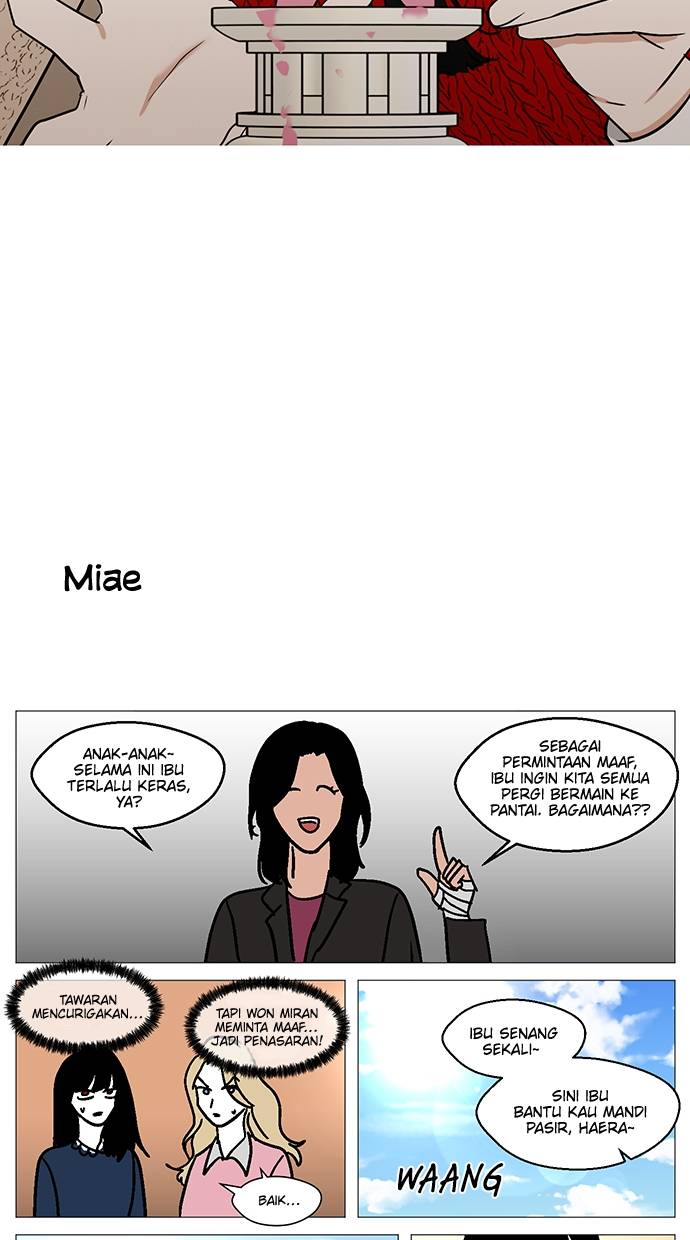 Miae
ANAK-ANAK~
SELAMA INI IBU
TERLALU KERAS,
YA?
SEBAGAI
PERMINTAAN MAAF,
IBU INGIN KITA SEMUA
PERGI BERMAIN KE
PANTAI. BAGAIMANA??
TAWARAN
MENCURIGAKAN...
TAPI WON MIRAN
MEMINTA MAAF...
JADI PENASARAN!
BAIK...
IBU SENANG
SEKALI~
SINI IBU
BANTU KAU MANDI
PASIR, HAERA~
WAANG